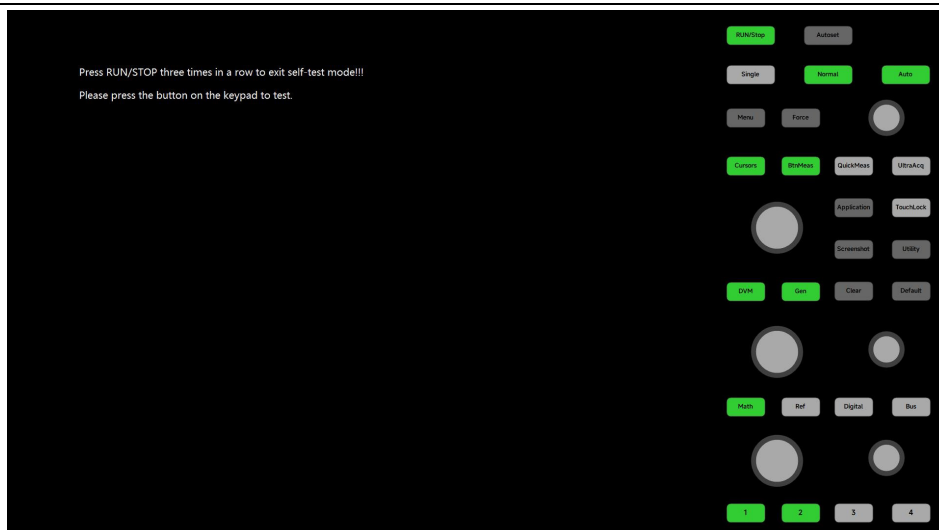 RUN/Stop Autoset
Press RUN/STOP three times in a row to exit self-test mode!!!
Single Normal Auto
Please press the button on the keypad to test.
Menu Force
Cursors BtnMeas QuickMeas UltraAcq
Application TouchLock
Screenshot Utility
DVM Gen Clear Default
Math Ref Digital Bus
1 2 3 4